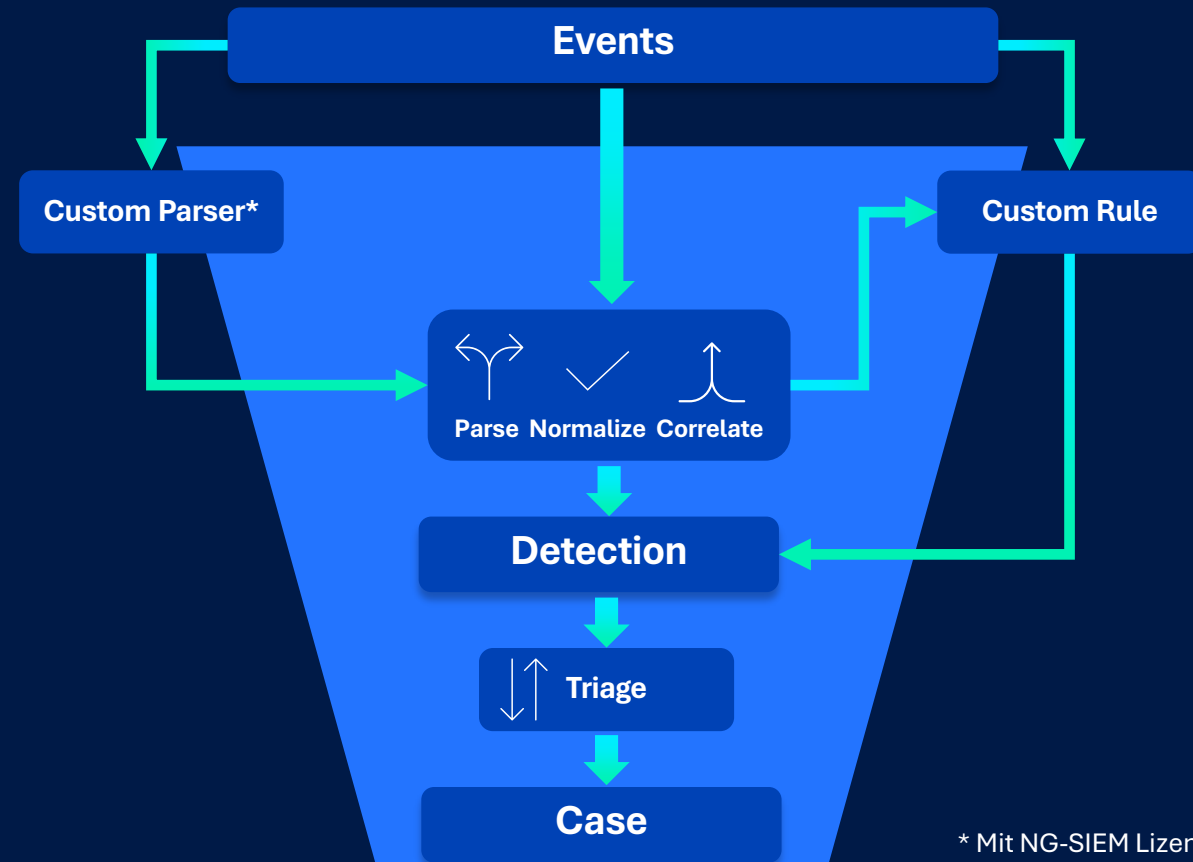 Events
Custom Parser*
Custom Rule
Parse Normalize Correlate
Detection
Triage
Case
* Mit NG-SIEM